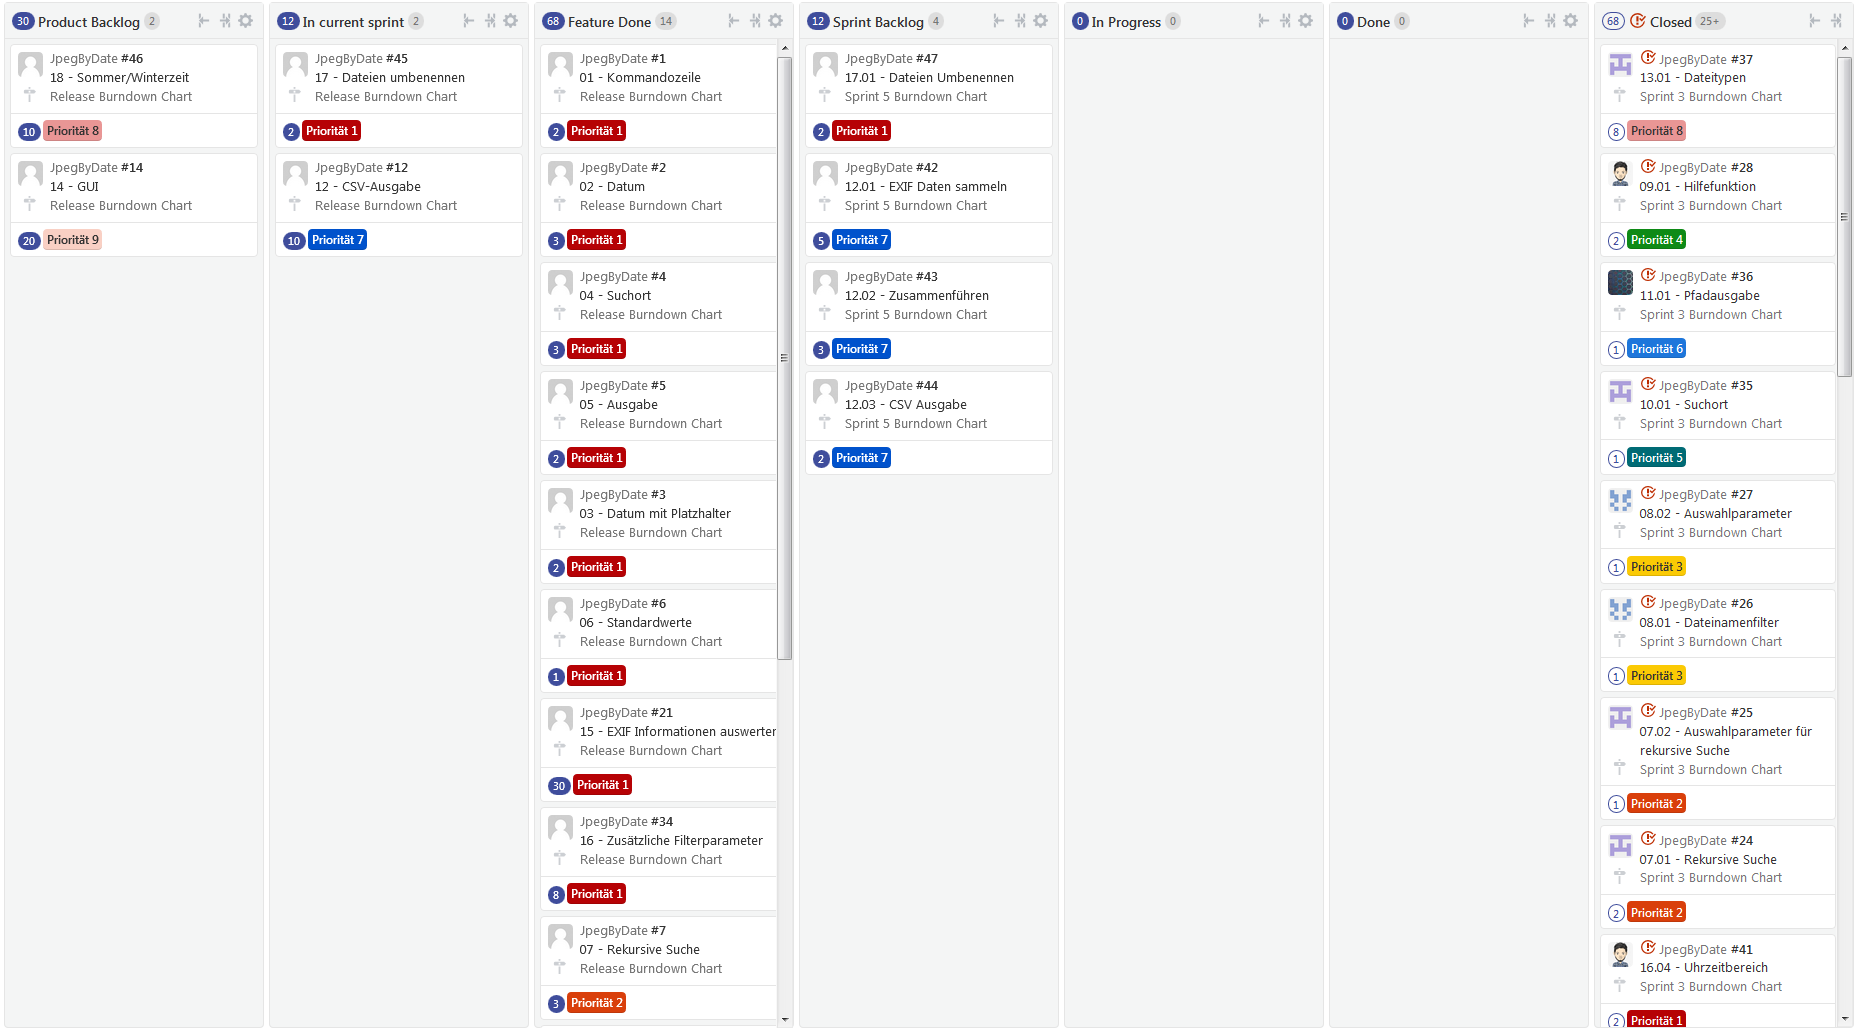 30 Product Backlog 2
JpegByDate #46
18 - Sommer/Winterzeit
Release Burndown Chart
10 Priorität 8
JpegByDate #14
14 - GUI
Release Burndown Chart
20 Priorität 9
12 In current sprint 2
JpegByDate #45
17 - Dateien umbenennen
Release Burndown Chart
2 Priorität 1
JpegByDate #12
12 - CSV-Ausgabe
Release Burndown Chart
10 Priorität 7
68 Feature Done 14
JpegByDate #1
01 - Kommandozeile
Release Burndown Chart
2 Priorität 1
JpegByDate #2
02 - Datum
Release Burndown Chart
3 Priorität 1
JpegByDate #4
04 - Suchort
Release Burndown Chart
3 Priorität 1
JpegByDate #5
05 - Ausgabe
Release Burndown Chart
2 Priorität 1
JpegByDate #3
03 - Datum mit Platzhalter
Release Burndown Chart
2 Priorität 1
JpegByDate #6
06 - Standardwerte
Release Burndown Chart
1 Priorität 1
JpegByDate #21
15 - EXIF Informationen auswerten
Release Burndown Chart
30 Priorität 1
JpegByDate #34
16 - Zusätzliche Filterparameter
Release Burndown Chart
8 Priorität 1
JpegByDate #7
07 - Rekursive Suche
Release Burndown Chart
3 Priorität 2
12 Sprint Backlog 4
JpegByDate #47
17.01 - Dateien Umbenennen
Sprint 5 Burndown Chart
2 Priorität 1
JpegByDate #42
12.01 - EXIF Daten sammeln
Sprint 5 Burndown Chart
5 Priorität 7
JpegByDate #43
12.02 - Zusammenführen
Sprint 5 Burndown Chart
3 Priorität 7
JpegByDate #44
12.03 - CSV Ausgabe
Sprint 5 Burndown Chart
2 Priorität 7
0 In Progress 0
0 Done 0
68 Closed 25+
JpegByDate #37
13.01 - Dateitypen
Sprint 3 Burndown Chart
8 Priorität 8
JpegByDate #28
09.01 - Hilfefunktion
Sprint 3 Burndown Chart
2 Priorität 4
JpegByDate #36
11.01 - Pfadausgabe
Sprint 3 Burndown Chart
1 Priorität 6
JpegByDate #35
10.01 - Suchort
Sprint 3 Burndown Chart
1 Priorität 5
JpegByDate #27
08.02 - Auswahlparameter
Sprint 3 Burndown Chart
1 Priorität 3
JpegByDate #26
08.01 - Dateinamenfilter
Sprint 3 Burndown Chart
1 Priorität 3
JpegByDate #25
07.02 - Auswahlparameter für
rekursive Suche
Sprint 3 Burndown Chart
1 Priorität 2
JpegByDate #24
07.01 - Rekursive Suche
Sprint 3 Burndown Chart
2 Priorität 2
JpegByDate #41
16.04 - Uhrzeitbereich
Sprint 3 Burndown Chart
2 Priorität 1